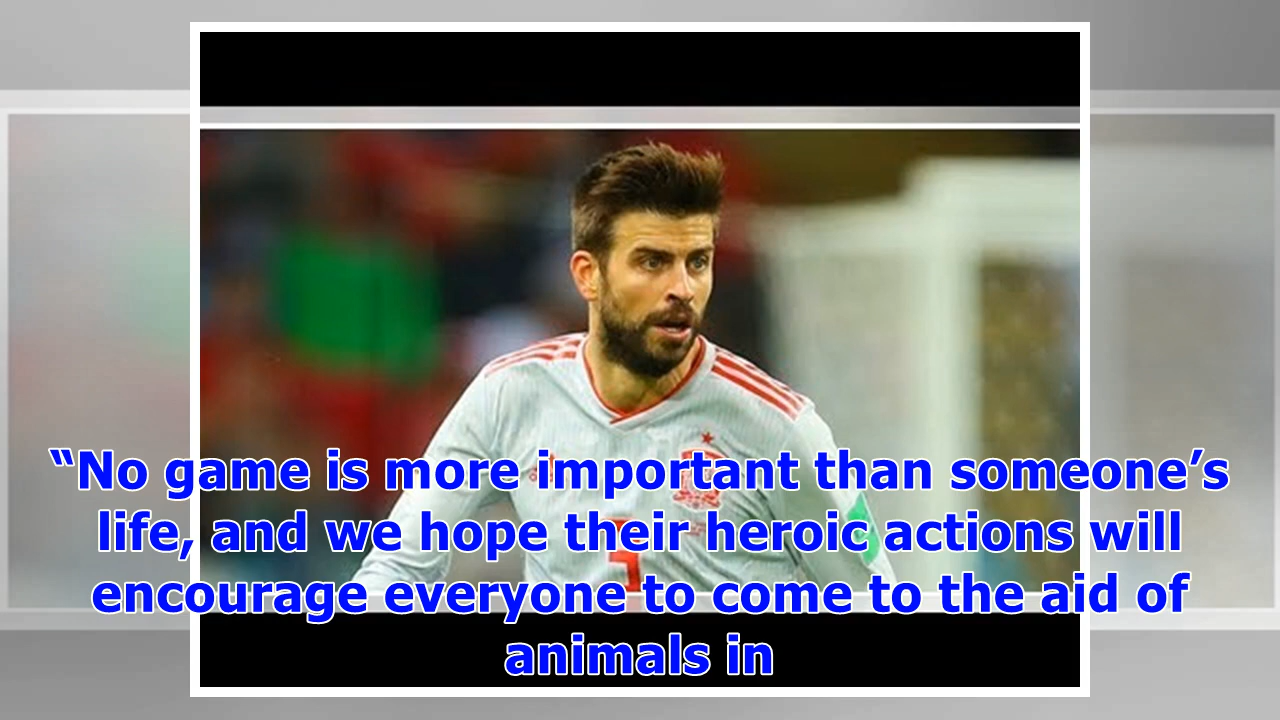 “No game is more important than someone’s
life, and we hope their heroic actions will
encourage everyone to come to the aid of
animals in